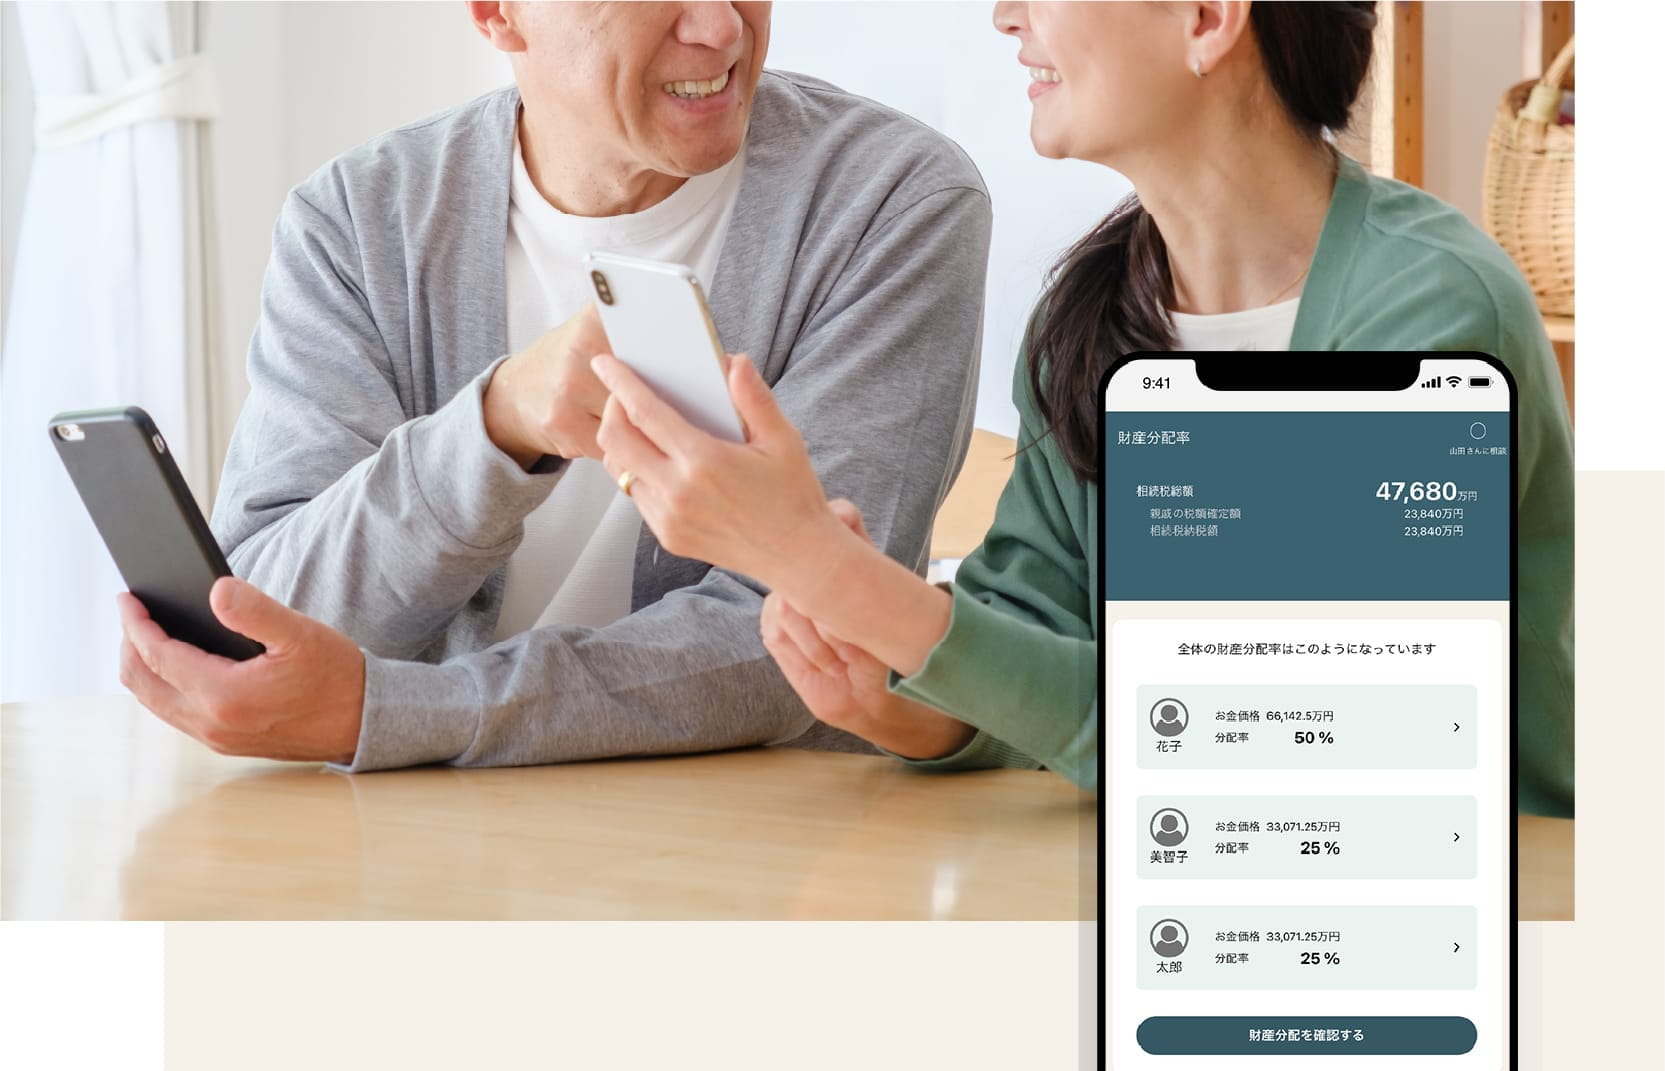 9:41
財産分配率
山田さんに相談
相続税総額 47,680万円
親戚の税額確定額 23,840万円
相続税納税額 23,840万円
全体の財産分配率はこのようになっています
お金価格 66,142.5万円
分配率 50 %
花子
お金価格 33,071.25万円
分配率 25 %
美智子
お金価格 33,071.25万円
分配率 25 %
太郎
財産分配を確認する